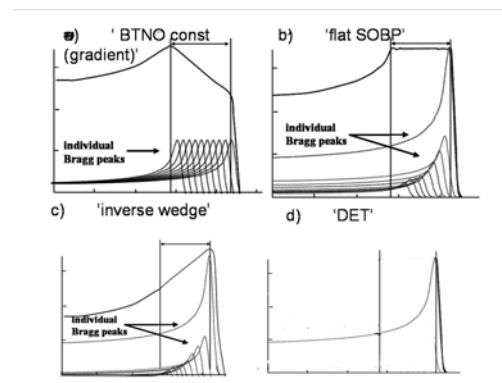 a) ' BTNO const
(gradient)'
individual
Bragg peaks
b) 'flat SOBP'
individual
Bragg peaks
c) 'inverse wedge'
individual
Bragg peaks
d) 'DET'